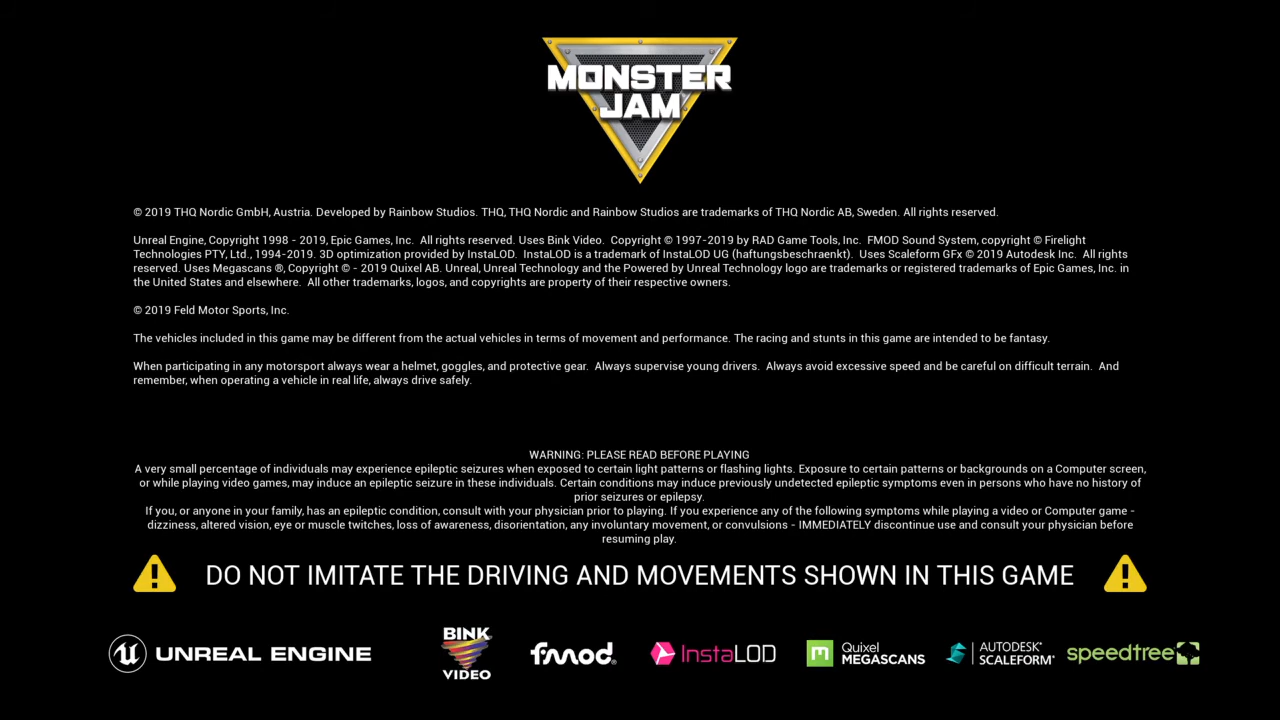 MONSTER
JAM
© 2019 THQ Nordic GmbH, Austria. Developed by Rainbow Studios. THQ, THQ Nordic and Rainbow Studios are trademarks of THQ Nordic AB, Sweden. All rights reserved.
Unreal Engine, Copyright 1998 - 2019, Epic Games, Inc. All rights reserved. Uses Bink Video. Copyright © 1997-2019 by RAD Game Tools, Inc. FMOD Sound System, copyright © Firelight
Technologies PTY, Ltd., 1994-2019. 3D optimization provided by InstaLOD. InstaLOD is a trademark of InstaLOD UG (haftungsbeschraenkt). Uses Scaleform GFx © 2019 Autodesk Inc. All rights
reserved. Uses Megascans ®, Copyright © - 2019 Quixel AB. Unreal, Unreal Technology and the Powered by Unreal Technology logo are trademarks or registered trademarks of Epic Games, Inc. in
the United States and elsewhere. All other trademarks, logos, and copyrights are property of their respective owners.
© 2019 Feld Motor Sports, Inc.
The vehicles included in this game may be different from the actual vehicles in terms of movement and performance. The racing and stunts in this game are intended to be fantasy.
When participating in any motorsport always wear a helmet, goggles, and protective gear. Always supervise young drivers. Always avoid excessive speed and be careful on difficult terrain. And
remember, when operating a vehicle in real life, always drive safely.
WARNING: PLEASE READ BEFORE PLAYING
A very small percentage of individuals may experience epileptic seizures when exposed to certain light patterns or flashing lights. Exposure to certain patterns or backgrounds on a Computer screen,
or while playing video games, may induce an epileptic seizure in these individuals. Certain conditions may induce previously undetected epileptic symptoms even in persons who have no history of
prior seizures or epilepsy.
If you, or anyone in your family, has an epileptic condition, consult with your physician prior to playing. If you experience any of the following symptoms while playing a video or Computer game -
dizziness, altered vision, eye or muscle twitches, loss of awareness, disorientation, any involuntary movement, or convulsions - IMMEDIATELY discontinue use and consult your physician before
resuming play.
DO NOT IMITATE THE DRIVING AND MOVEMENTS SHOWN IN THIS GAME
UNREAL ENGINE
BINK
VIDEO
fmod®
InstaLOD
Quixel
MEGASCANS
AUTODESK®
SCALEFORM®
speedtree